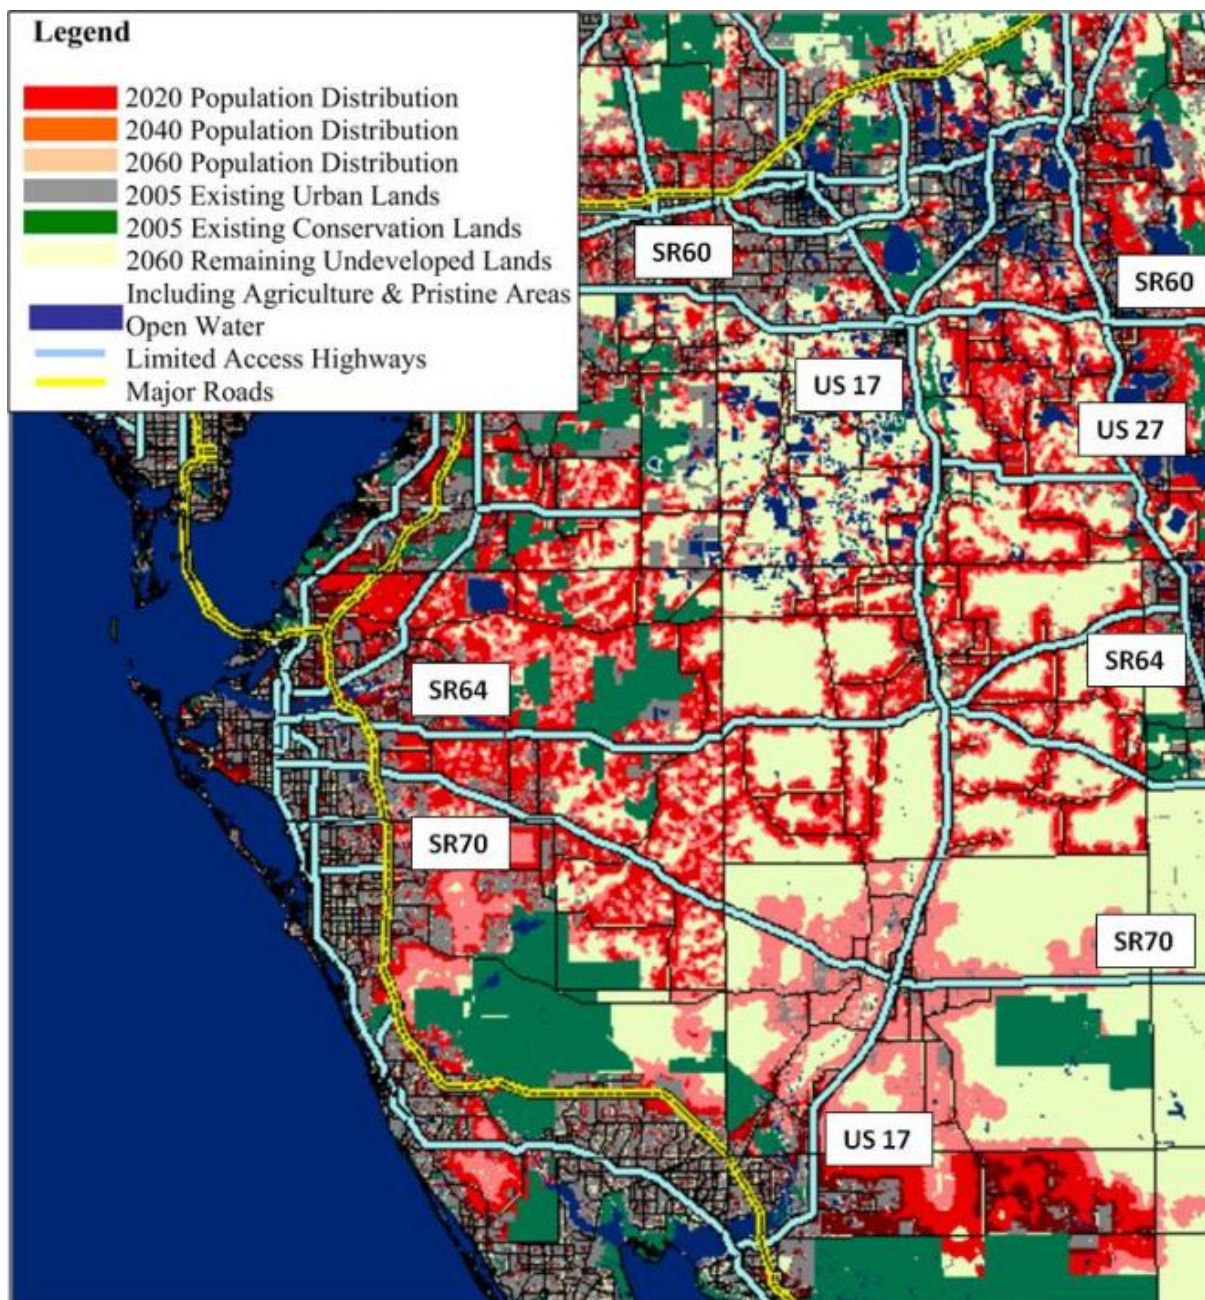 Legend
2020 Population Distribution
2040 Population Distribution
2060 Population Distribution
2005 Existing Urban Lands
2005 Existing Conservation Lands
2060 Remaining Undeveloped Lands
Including Agriculture & Pristine Areas
Open Water
Limited Access Highways
Major Roads
SR60
SR60
US 17
US 27
SR64
SR64
SR70
SR70
US 17